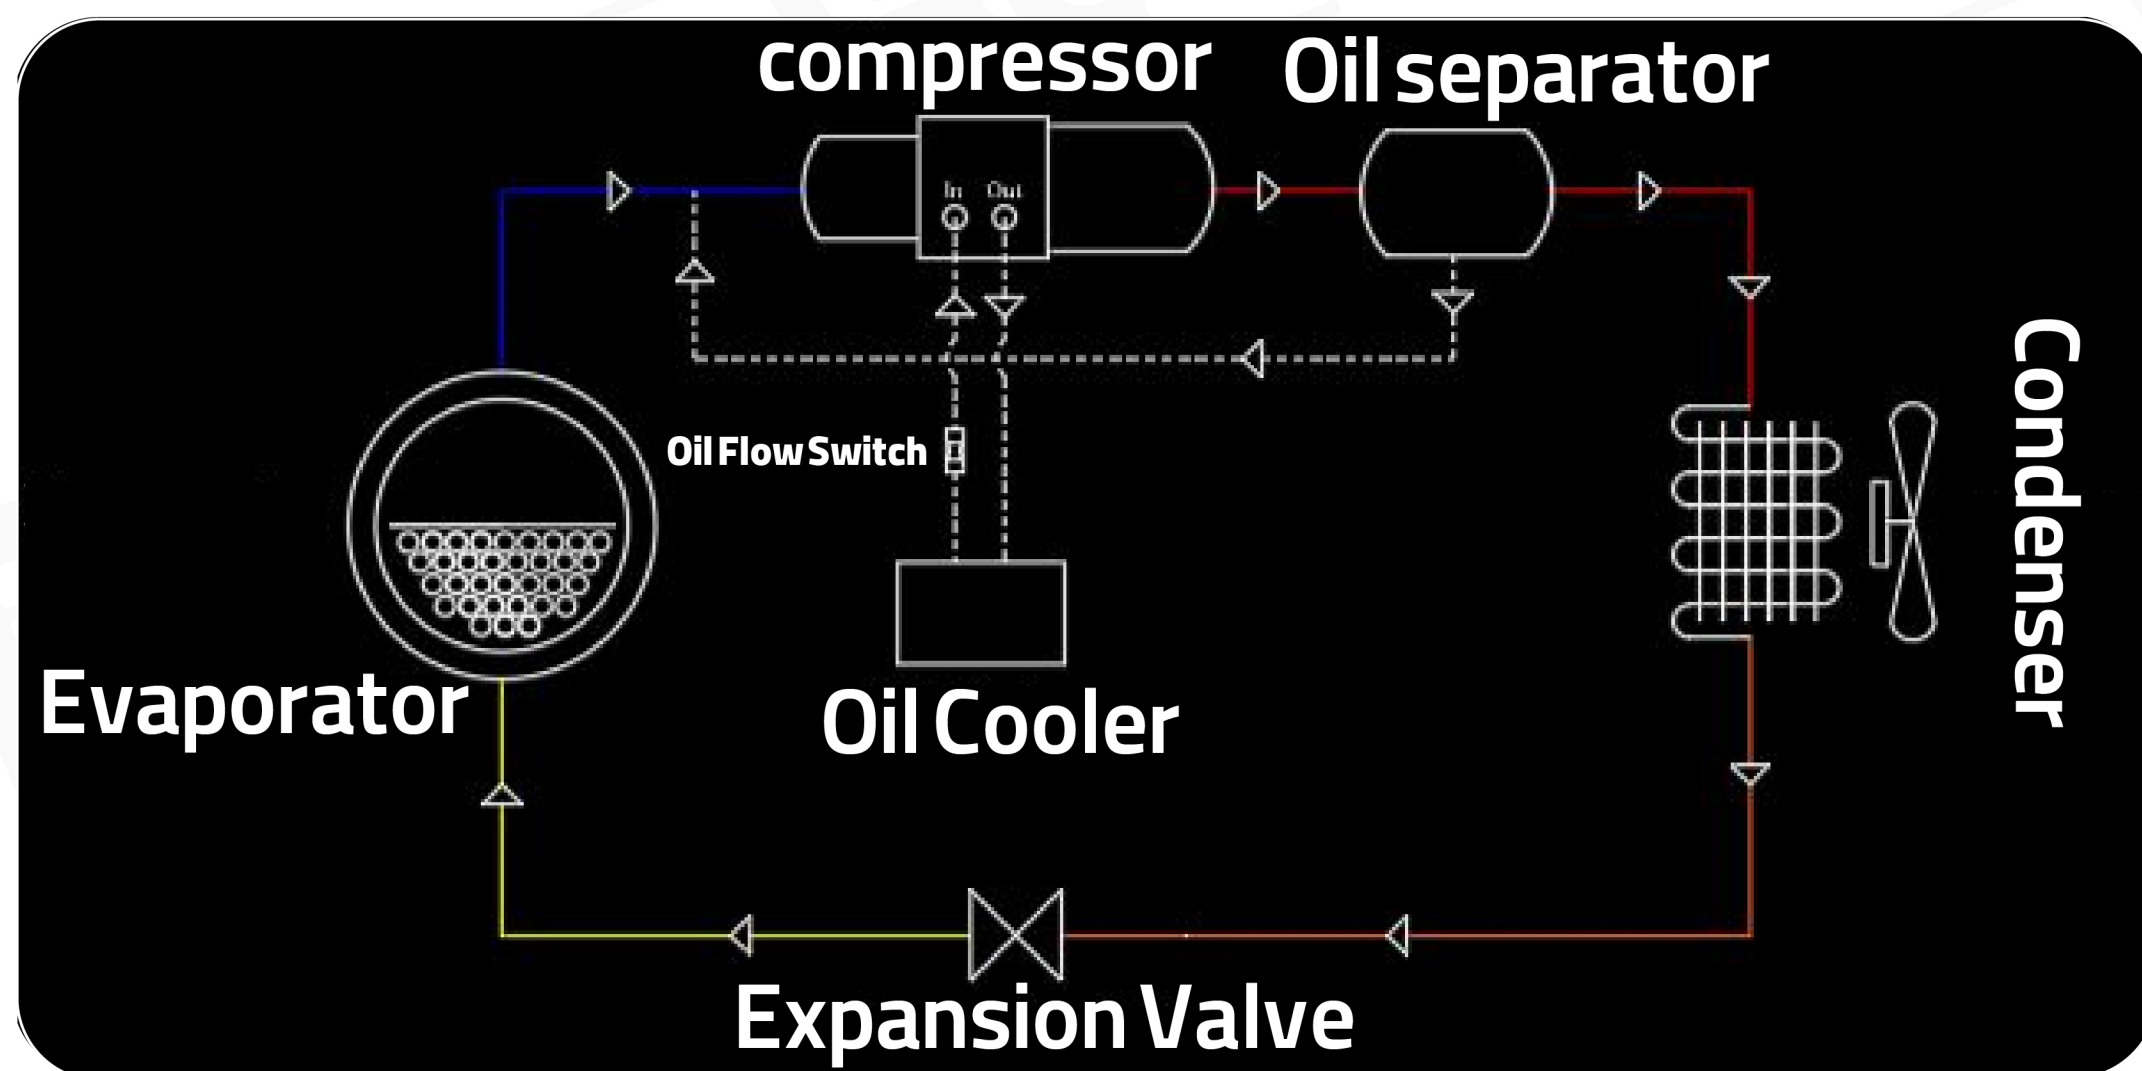 compressor
Oil separator
In
Out
Condenser
Oil Flow Switch
Evaporator
Oil Cooler
Expansion Valve